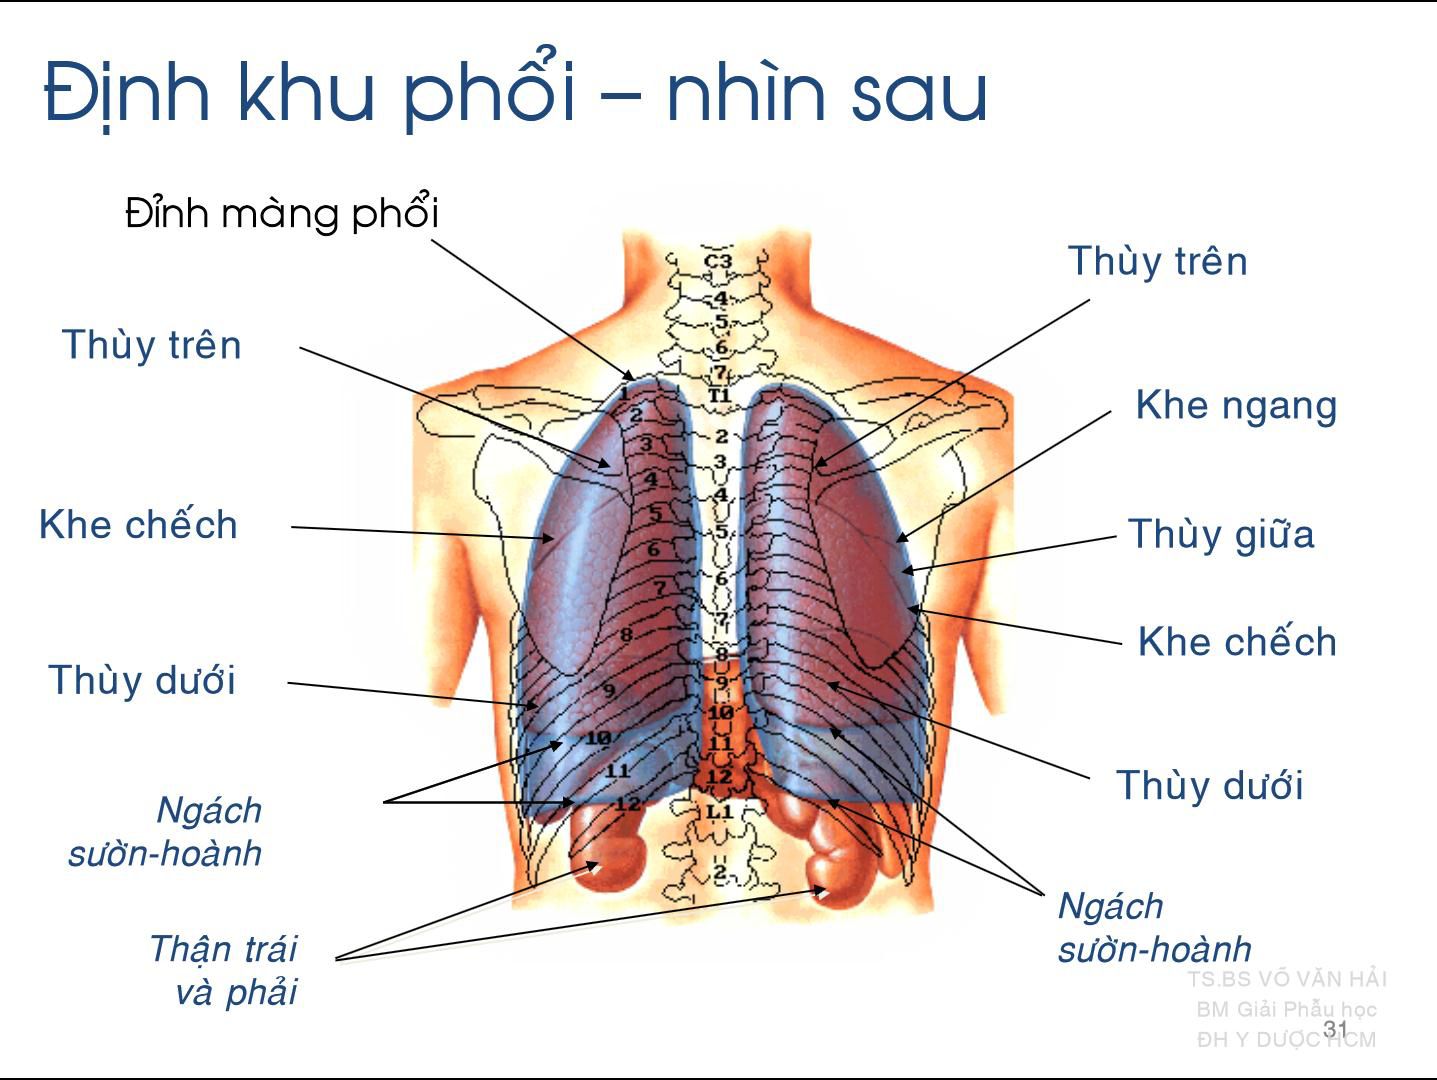 Định khu phổi – nhìn sau
Đỉnh màng phổi
Thùy trên
Khe chếch
Thùy dưới
Ngách
sườn-hoành
Thận trái
và phải
Thùy trên
Khe ngang
Thùy giữa
Khe chếch
Thùy dưới
Ngách
sườn-hoành
C3
4
5
6
7
T1
2
3
4
5
6
7
8
9
10
11
12
L1
2
1
2
3
4
5
6
7
8
9
10
11
12
TS.BS VÕ VĂN HẢI
BM Giải Phẫu học
31
ĐH Y DƯỢC HCM